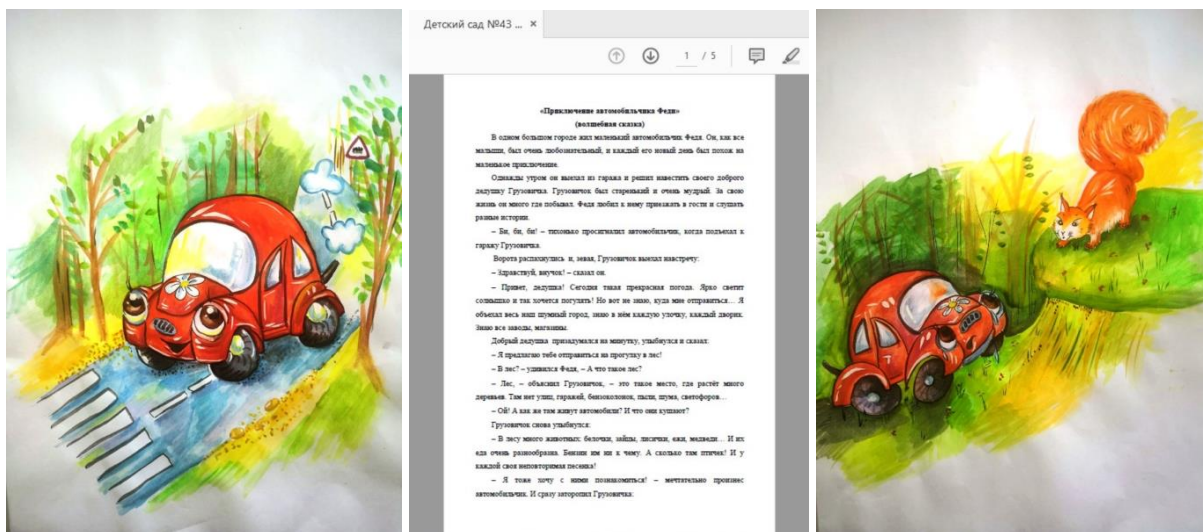 Детский сад №43 ... ×
1 / 5
«Приключение автомобильчика Феди»
(волшебная сказка)
В одном большом городе жил маленький автомобильчик Федя. Он, как все
малыши, был очень любознательный, и каждый его новый день был похож на
маленькое приключение.
Однажды утром он выехал из гаража и решил навестить своего доброго
дедушку Грузовичка. Грузовичок был старенький и очень мудрый. За свою
жизнь он много где побывал. Федя любил к нему приезжать в гости и слушать
разные истории.
– Би, би, би! – тихонько просигналил автомобильчик, когда подъехал к
гаражу Грузовичка.
Ворота распахнулись и, зевая, Грузовичок выехал навстречу:
– Здравствуй, внучок! – сказал он.
– Привет, дедушка! Сегодня такая прекрасная погода. Ярко светит
солнышко и так хочется погулять! Но вот не знаю, куда мне отправиться… Я
объехал весь наш шумный город, знаю в нём каждую улочку, каждый дворик.
Знаю все заводы, магазины.
Добрый дедушка призадумался на минутку, улыбнулся и сказал:
– Я предлагаю тебе отправиться на прогулку в лес!
– В лес? – удивился Федя, – А что такое лес?
– Лес, – объяснил Грузовичок, – это такое место, где растёт много
деревьев. Там нет улиц, гаражей, бензоколонок, пыли, шума, светофоров…
– Ой! А как же там живут автомобили? И что они кушают?
Грузовичок снова улыбнулся:
– В лесу много животных: белочки, зайцы, лисички, ежи, медведи… И их
еда очень разнообразна. Бензин им ни к чему. А сколько там птичек! И у
каждой своя неповторимая песенка!
– Я тоже хочу с ними познакомиться! – мечтательно произнес
автомобильчик. И сразу заторопил Грузовичка: